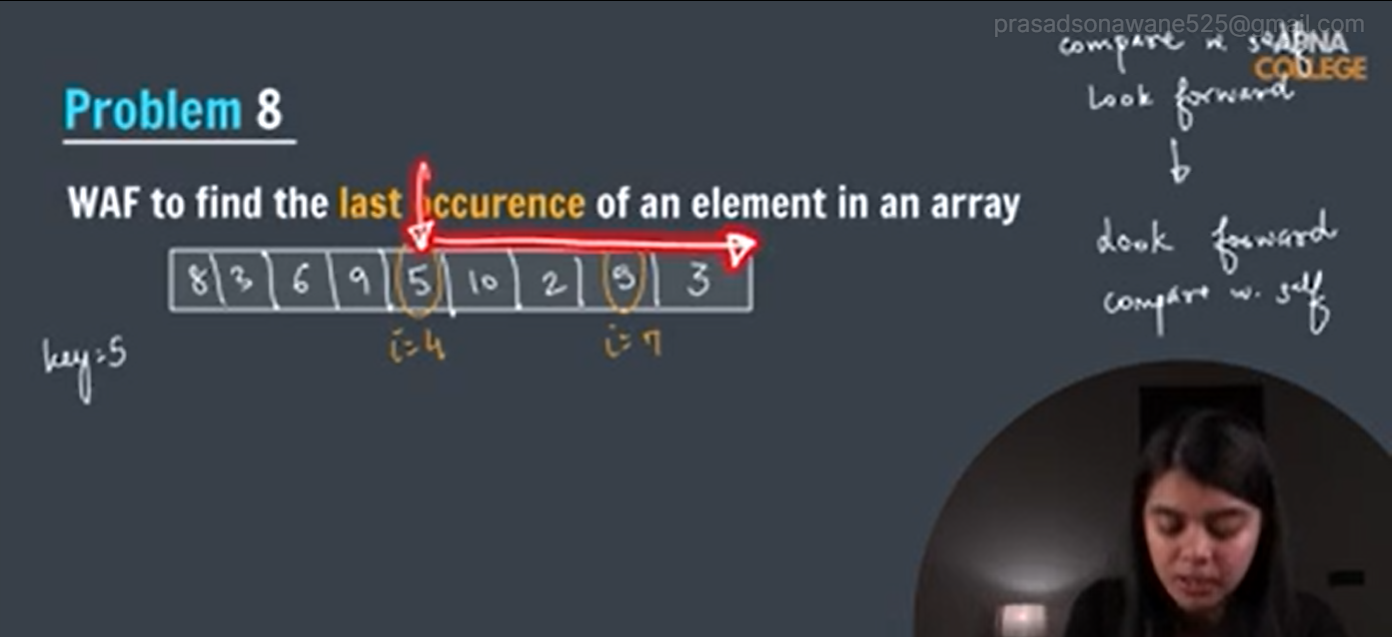 prasadsonawane525@gmail.com
compare w self
APNA
COLLEGE
Look forward
Problem 8
WAF to find the last occurence of an element in an array
Look forward
compare w. self
8 3 6 9 5 10 2 5 3
i=4 i=7
key=5